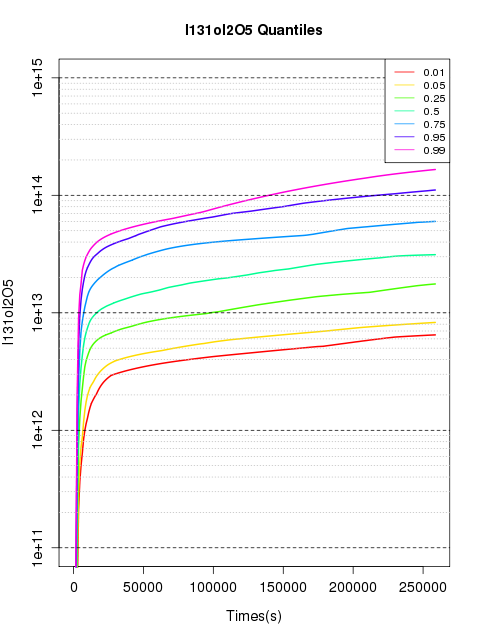 I131oI2O5 Quantiles
0.01
0.05
0.25
0.5
0.75
0.95
0.99
1e+15
1e+14
1e+13
1e+12
1e+11
I131oI2O5
0 50000 100000 150000 200000 250000
Times(s)